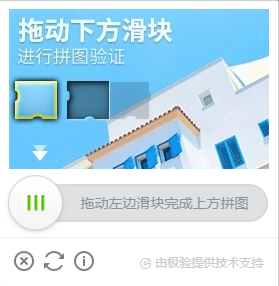 拖动下方滑块
进行拼图验证
拖动左边滑块完成上方拼图
由极验提供技术支持